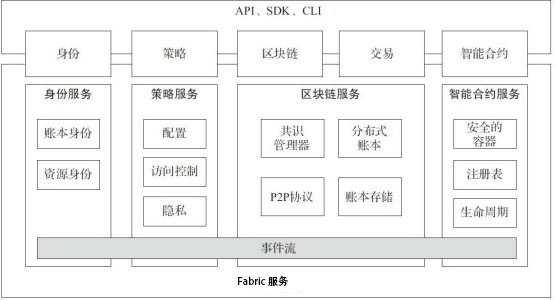 API、SDK、CLI
身份
策略
区块链
交易
智能合约
身份服务
账本身份
资源身份
策略服务
配置
访问控制
隐私
区块链服务
共识
管理器
分布式
账本
P2P协议
账本存储
智能合约服务
安全的
容器
注册表
生命周期
事件流
Fabric 服务